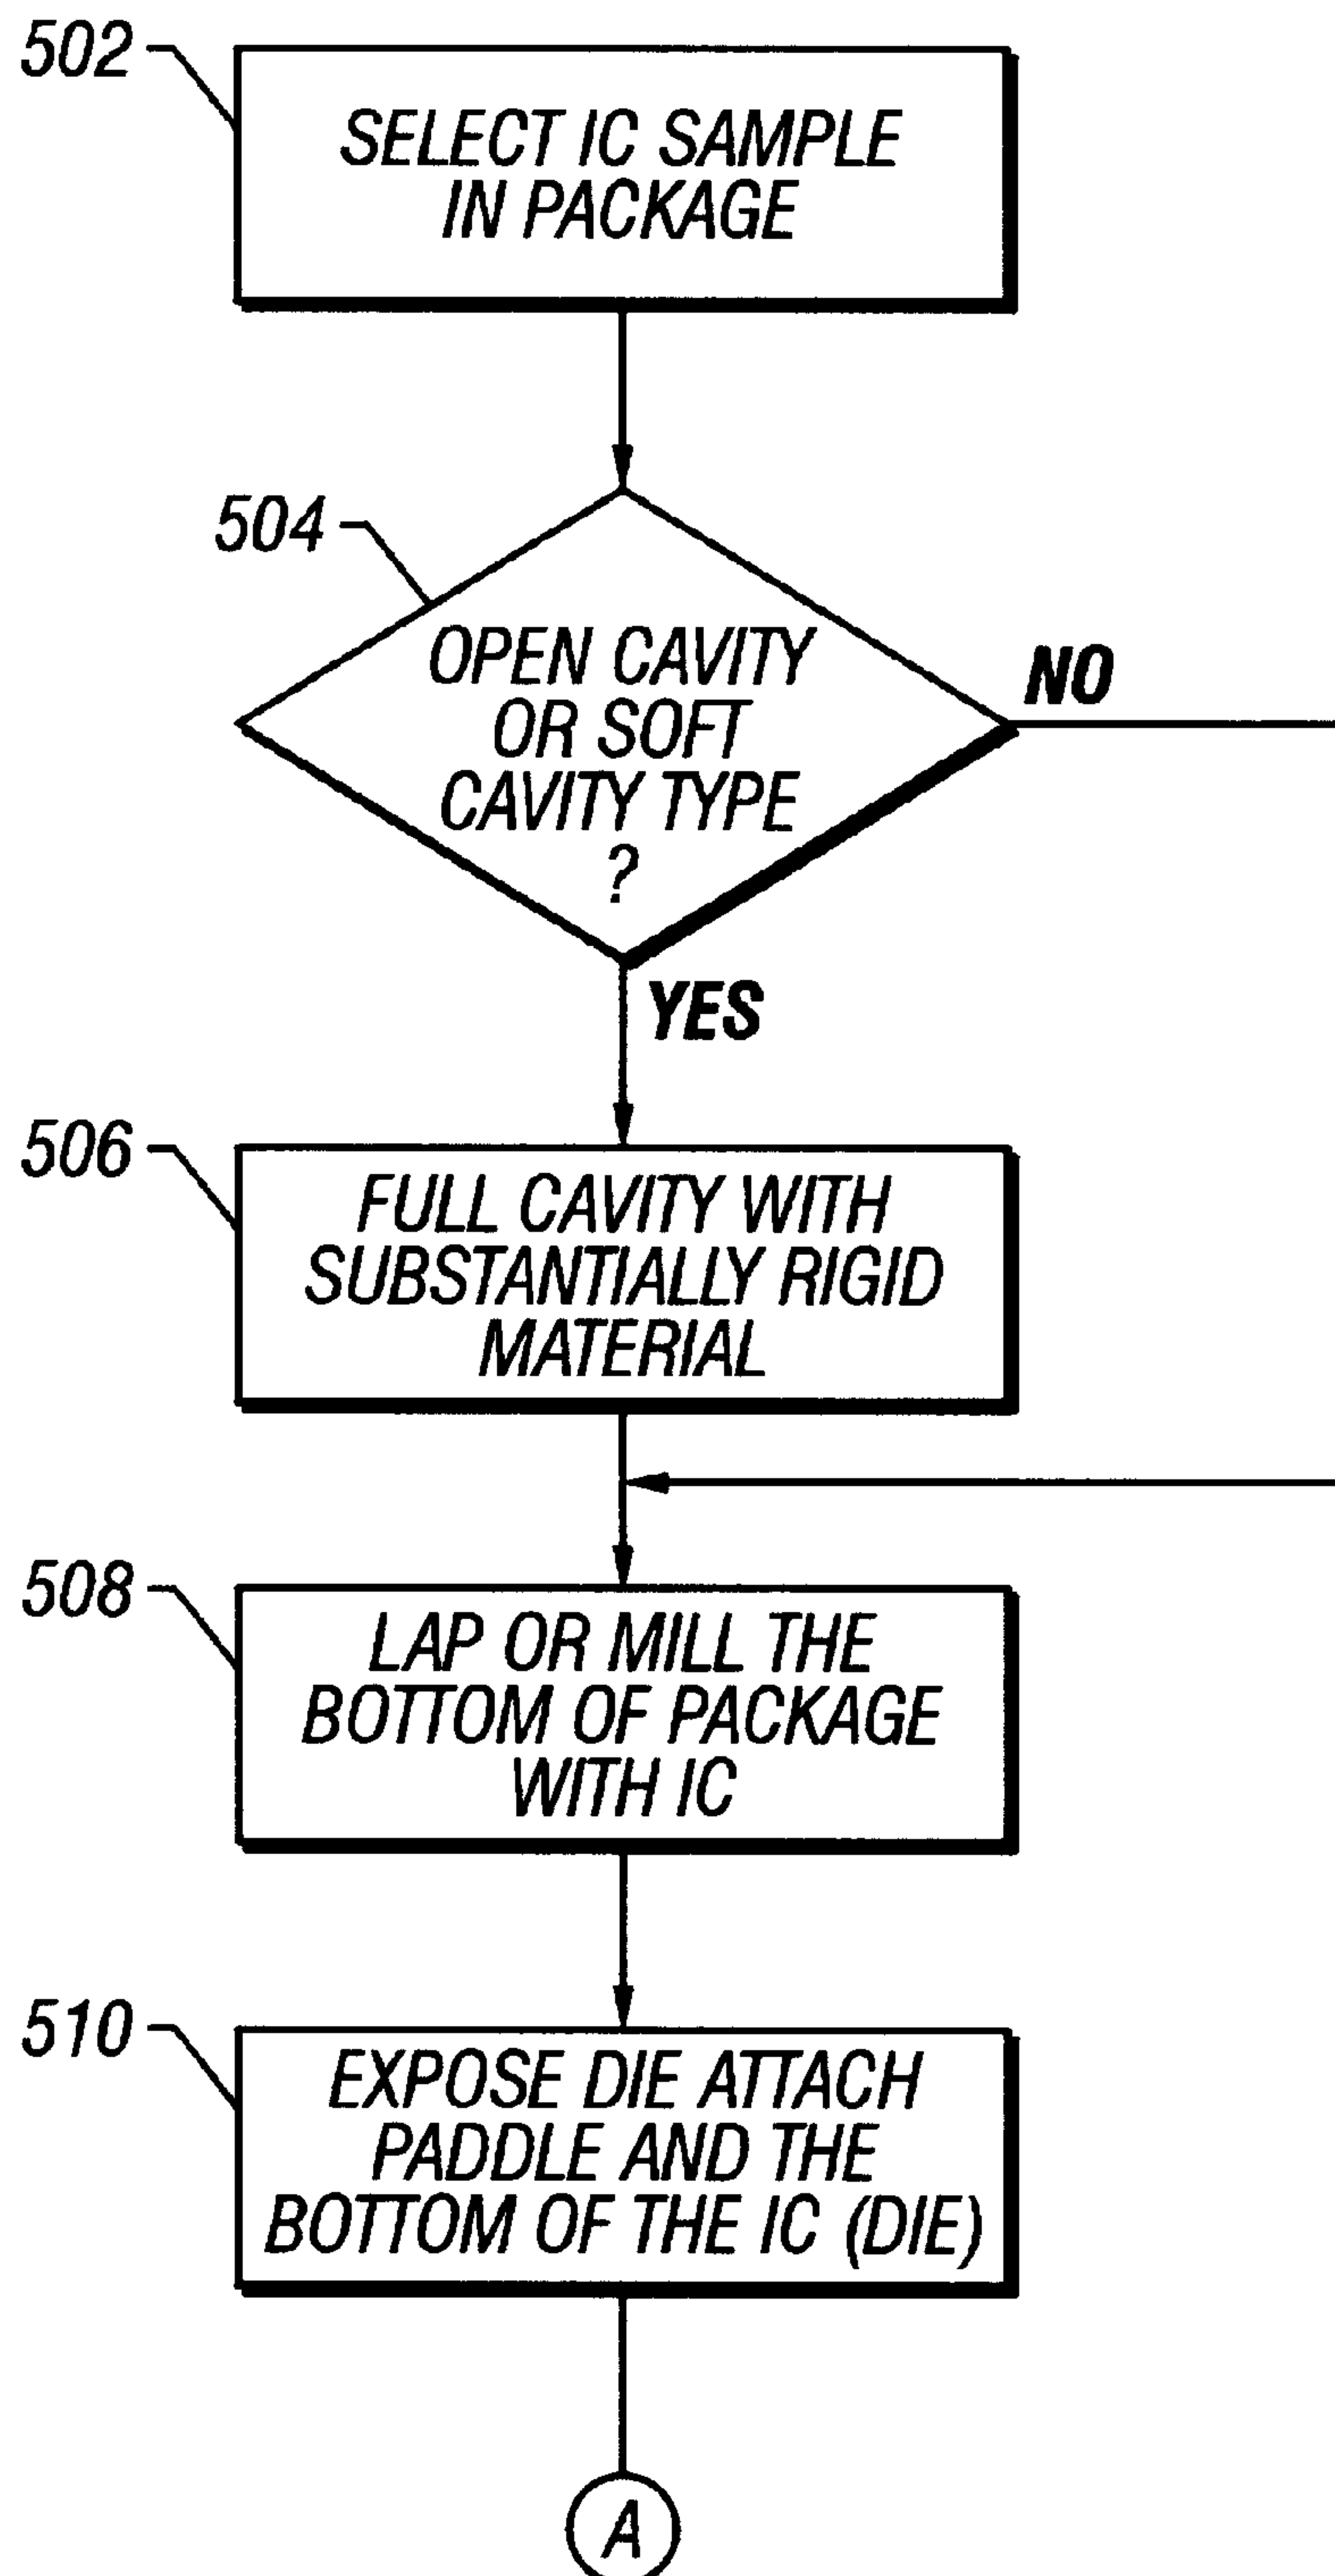 502
SELECT IC SAMPLE
IN PACKAGE
504
OPEN CAVITY
OR SOFT
CAVITY TYPE
?
NO
YES
506
FULL CAVITY WITH
SUBSTANTIALLY RIGID
MATERIAL
508
LAP OR MILL THE
BOTTOM OF PACKAGE
WITH IC
510
EXPOSE DIE ATTACH
PADDLE AND THE
BOTTOM OF THE IC (DIE)
A